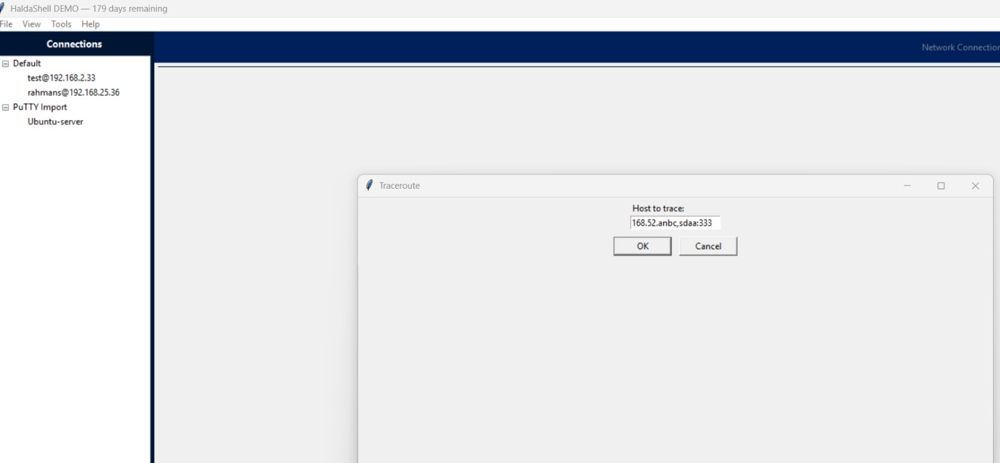 HaldaShell DEMO — 179 days remaining
File View Tools Help
Connections
Network Connection
Default
test@192.168.2.33
rahmans@192.168.25.36
PuTTY Import
Ubuntu-server
Traceroute
Host to trace:
168.52.anbc,sdaa:333
OK Cancel